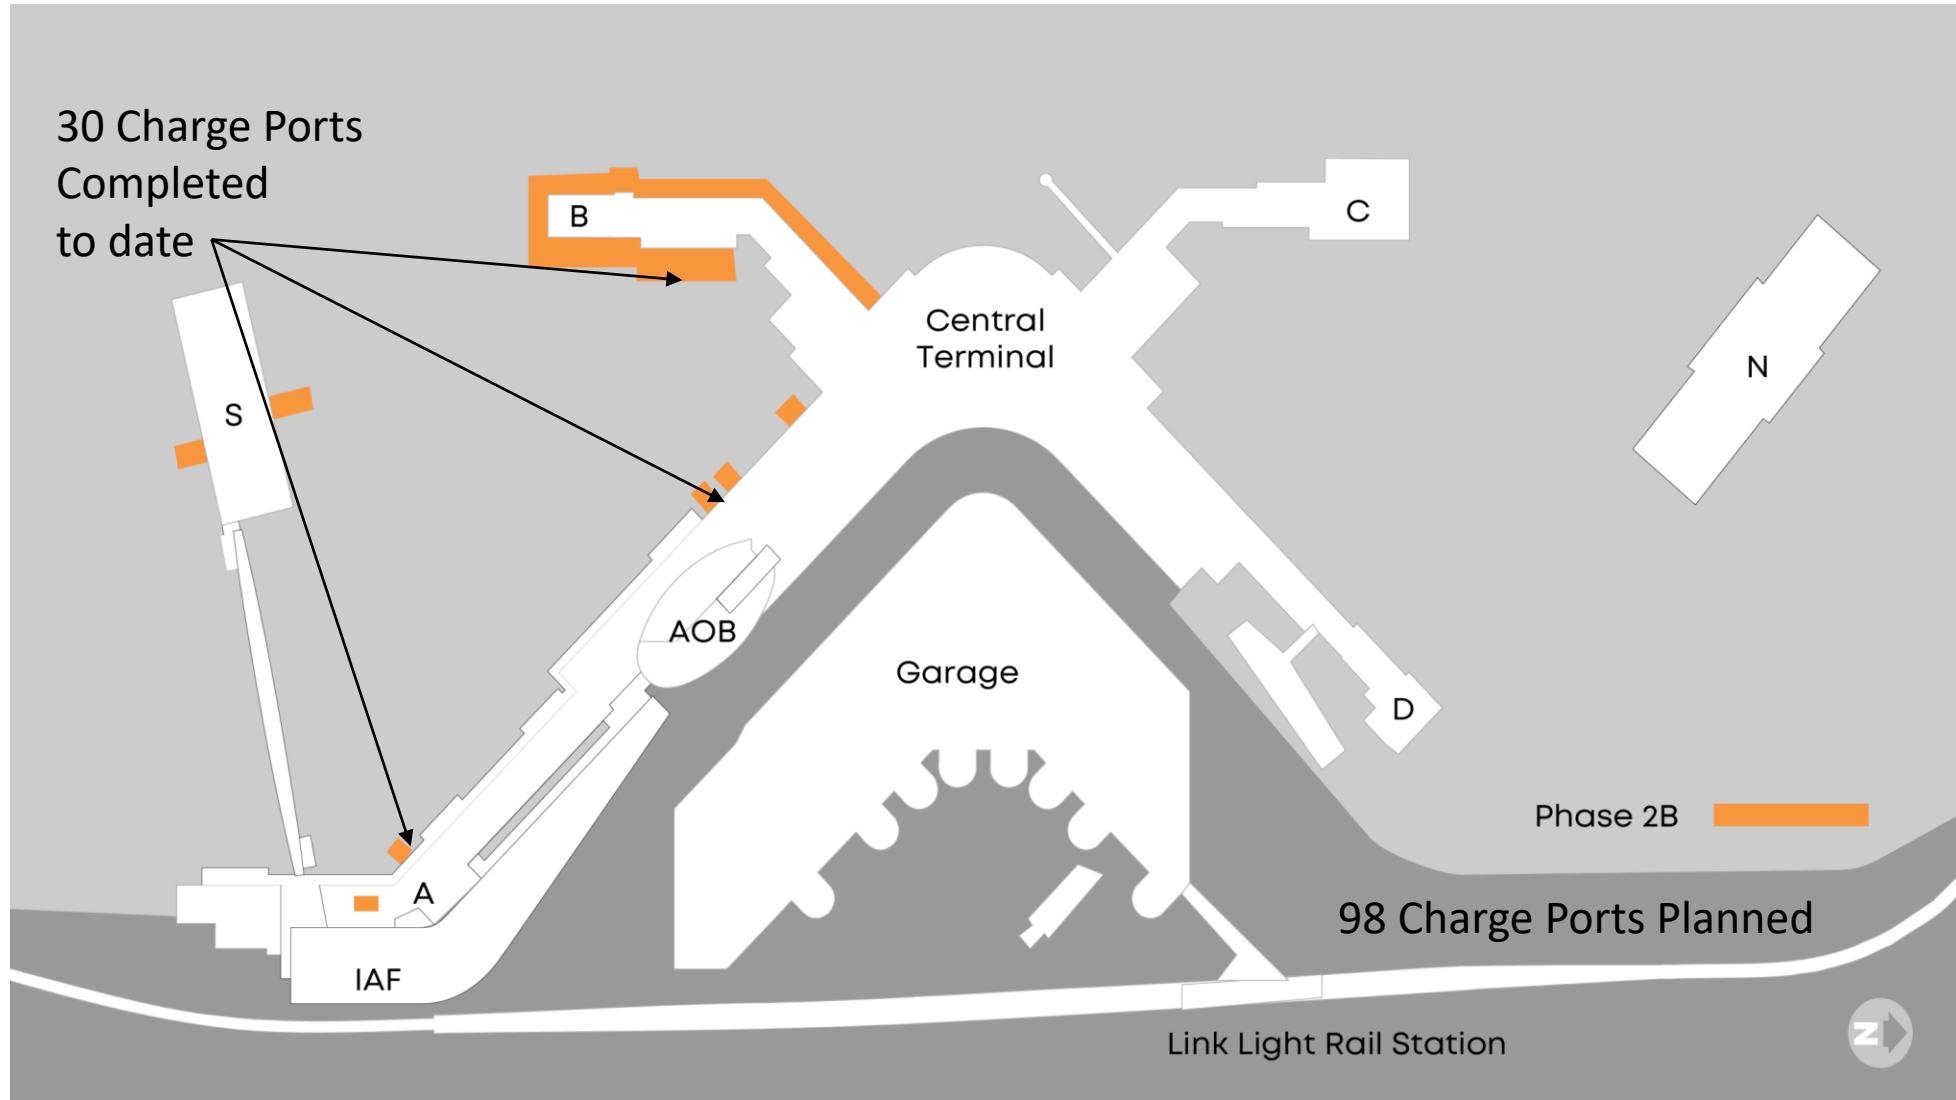 30 Charge Ports
Completed
to date
B
C
Central
Terminal
N
S
AOB
Garage
D
Phase 2B
A
98 Charge Ports Planned
IAF
Link Light Rail Station
N